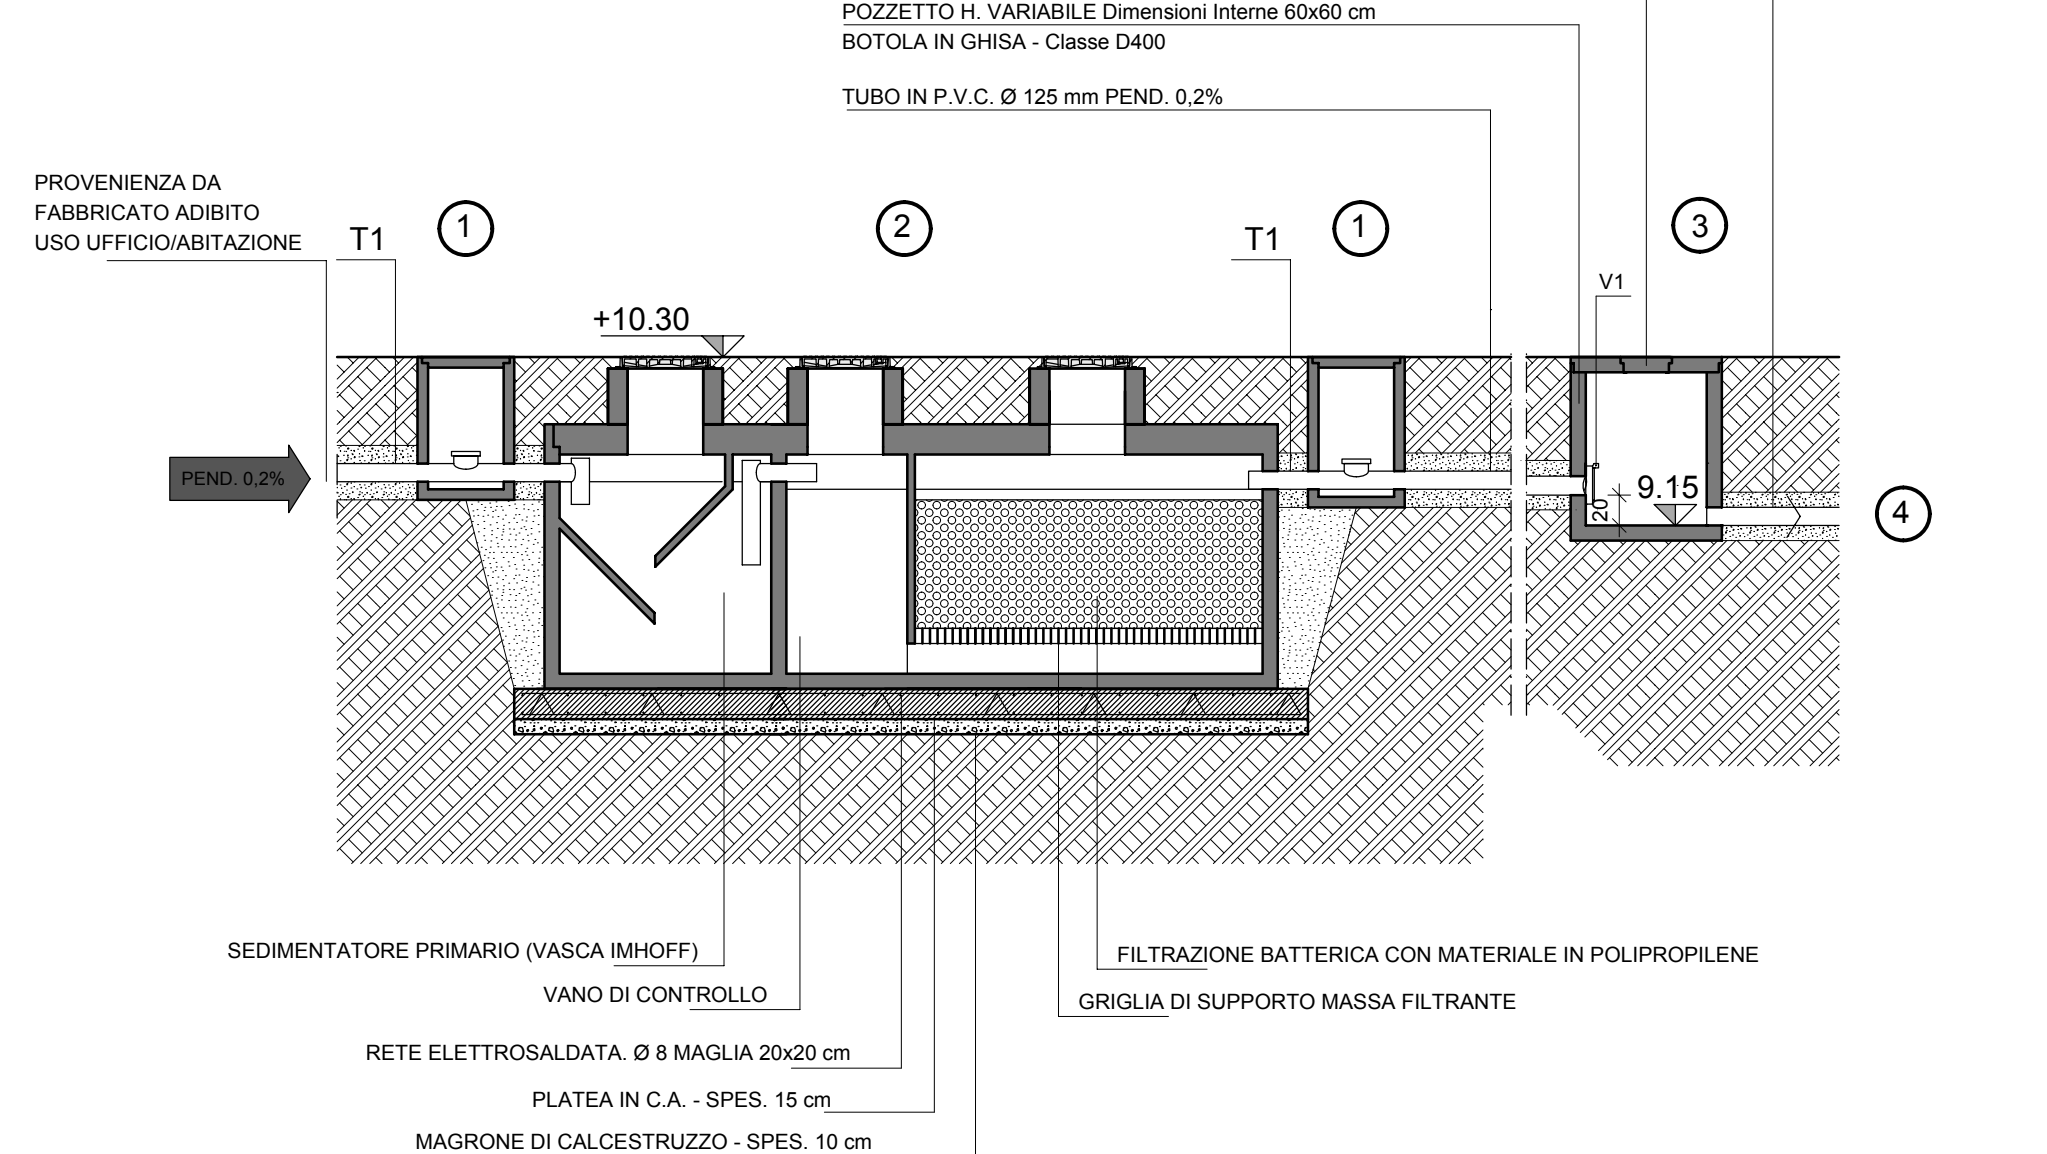 POZZETTO H. VARIABILE Dimensioni Interne 60x60 cm
BOTOLA IN GHISA - Classe D400
TUBO IN P.V.C. Ø 125 mm PEND. 0,2%
PROVENIENZA DA
FABBRICATO ADIBITO
USO UFFICIO/ABITAZIONE
T1
1
2
T1
1
3
V1
+10.30
PEND. 0,2%
9.15
20
4
SEDIMENTATORE PRIMARIO (VASCA IMHOFF)
FILTRAZIONE BATTERICA CON MATERIALE IN POLIPROPILENE
VANO DI CONTROLLO
GRIGLIA DI SUPPORTO MASSA FILTRANTE
RETE ELETTROSALDATA. Ø 8 MAGLIA 20x20 cm
PLATEA IN C.A. - SPES. 15 cm
MAGRONE DI CALCESTRUZZO - SPES. 10 cm